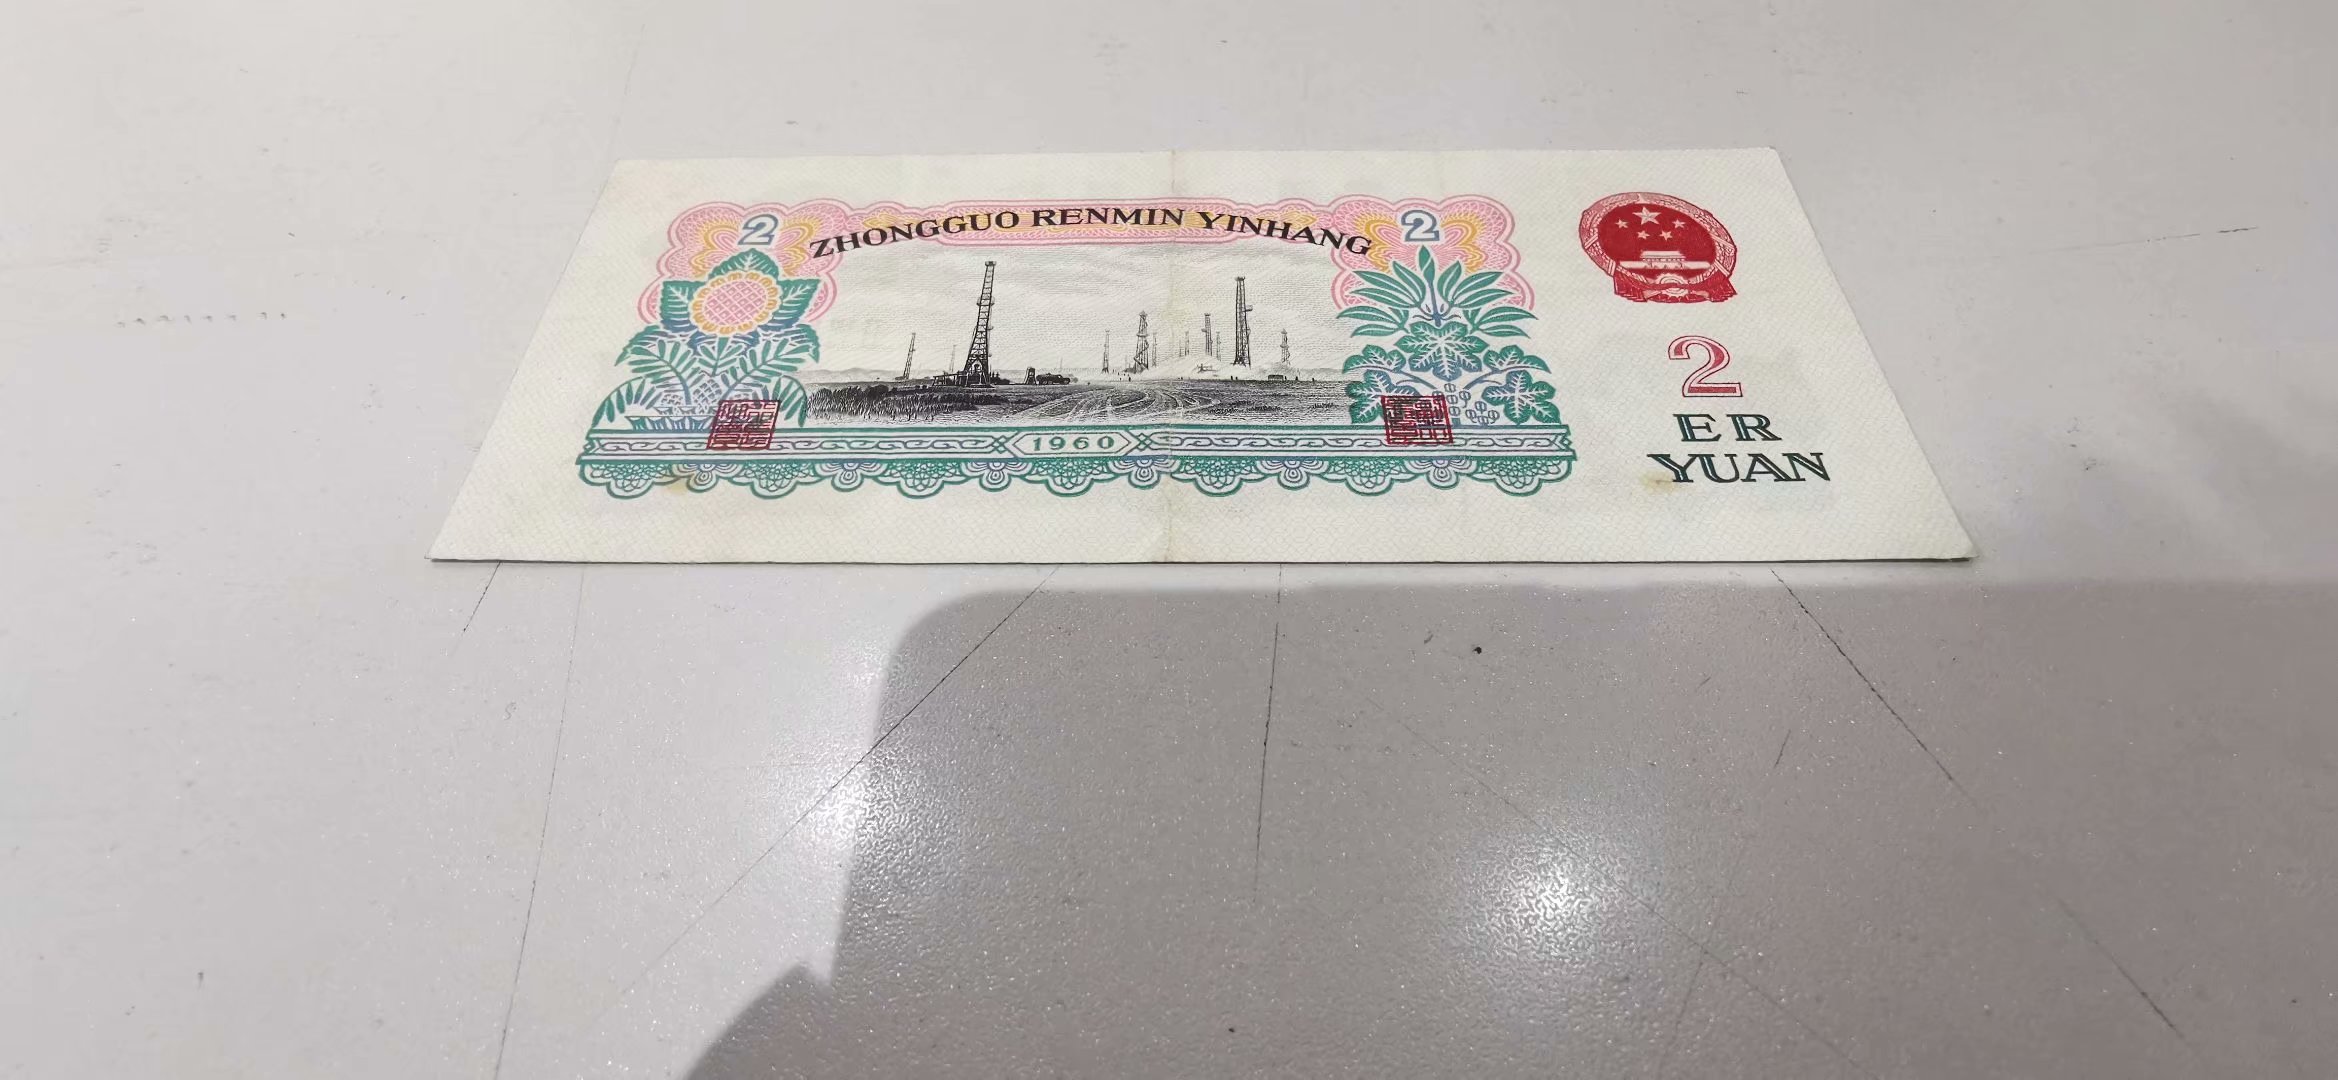 2
ZHONGGUO RENMIN YINHANG
2
1960
2
ER
YUAN